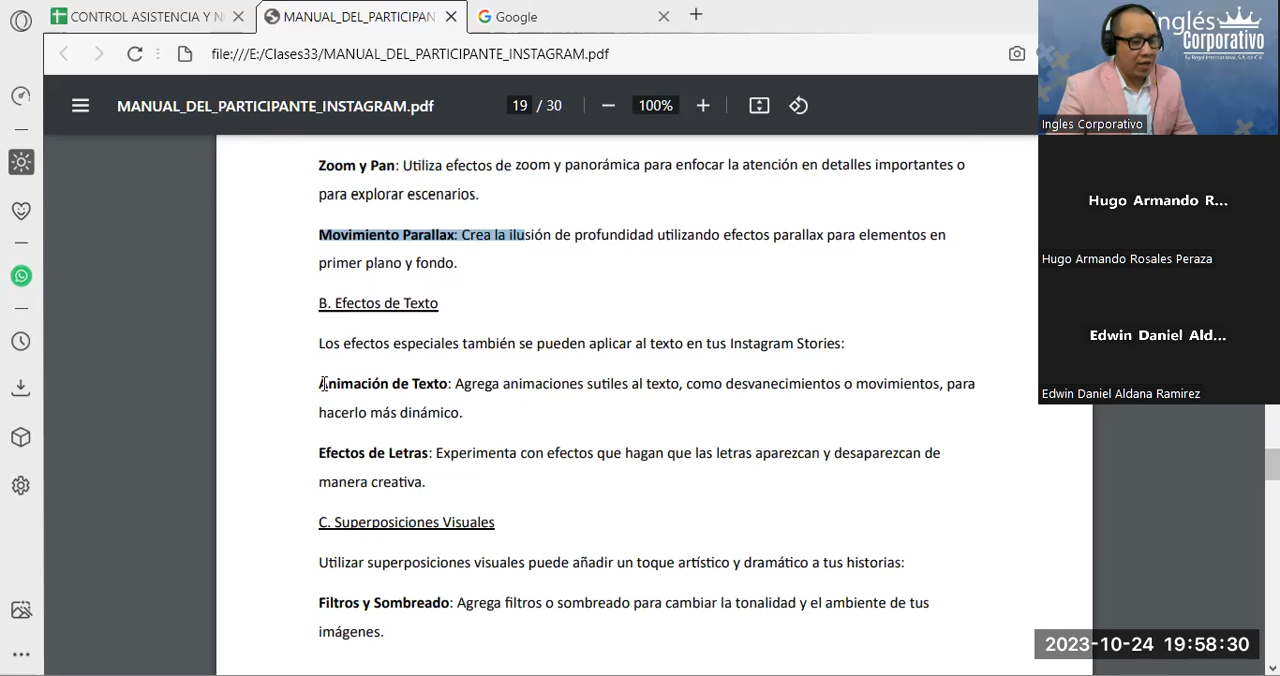 CONTROL ASISTENCIA Y N
MANUAL_DEL_PARTICIPAN
Google
file:///E:/Clases33/MANUAL_DEL_PARTICIPANTE_INSTAGRAM.pdf
MANUAL_DEL_PARTICIPANTE_INSTAGRAM.pdf
19 / 30
100%
Zoom y Pan: Utiliza efectos de zoom y panorámica para enfocar la atención en detalles importantes o
para explorar escenarios.
Movimiento Parallax: Crea la ilusión de profundidad utilizando efectos parallax para elementos en
primer plano y fondo.
B. Efectos de Texto
Los efectos especiales también se pueden aplicar al texto en tus Instagram Stories:
Animación de Texto: Agrega animaciones sutiles al texto, como desvanecimientos o movimientos, para
hacerlo más dinámico.
Efectos de Letras: Experimenta con efectos que hagan que las letras aparezcan y desaparezcan de
manera creativa.
C. Superposiciones Visuales
Utilizar superposiciones visuales puede añadir un toque artístico y dramático a tus historias:
Filtros y Sombreado: Agrega filtros o sombreado para cambiar la tonalidad y el ambiente de tus
imágenes.
Inglés
Corporativo
By Regal International, S.A. de C.V.
Ingles Corporativo
Hugo Armando R...
Hugo Armando Rosales Peraza
Edwin Daniel Ald...
Edwin Daniel Aldana Ramirez
2023-10-24 19:58:30